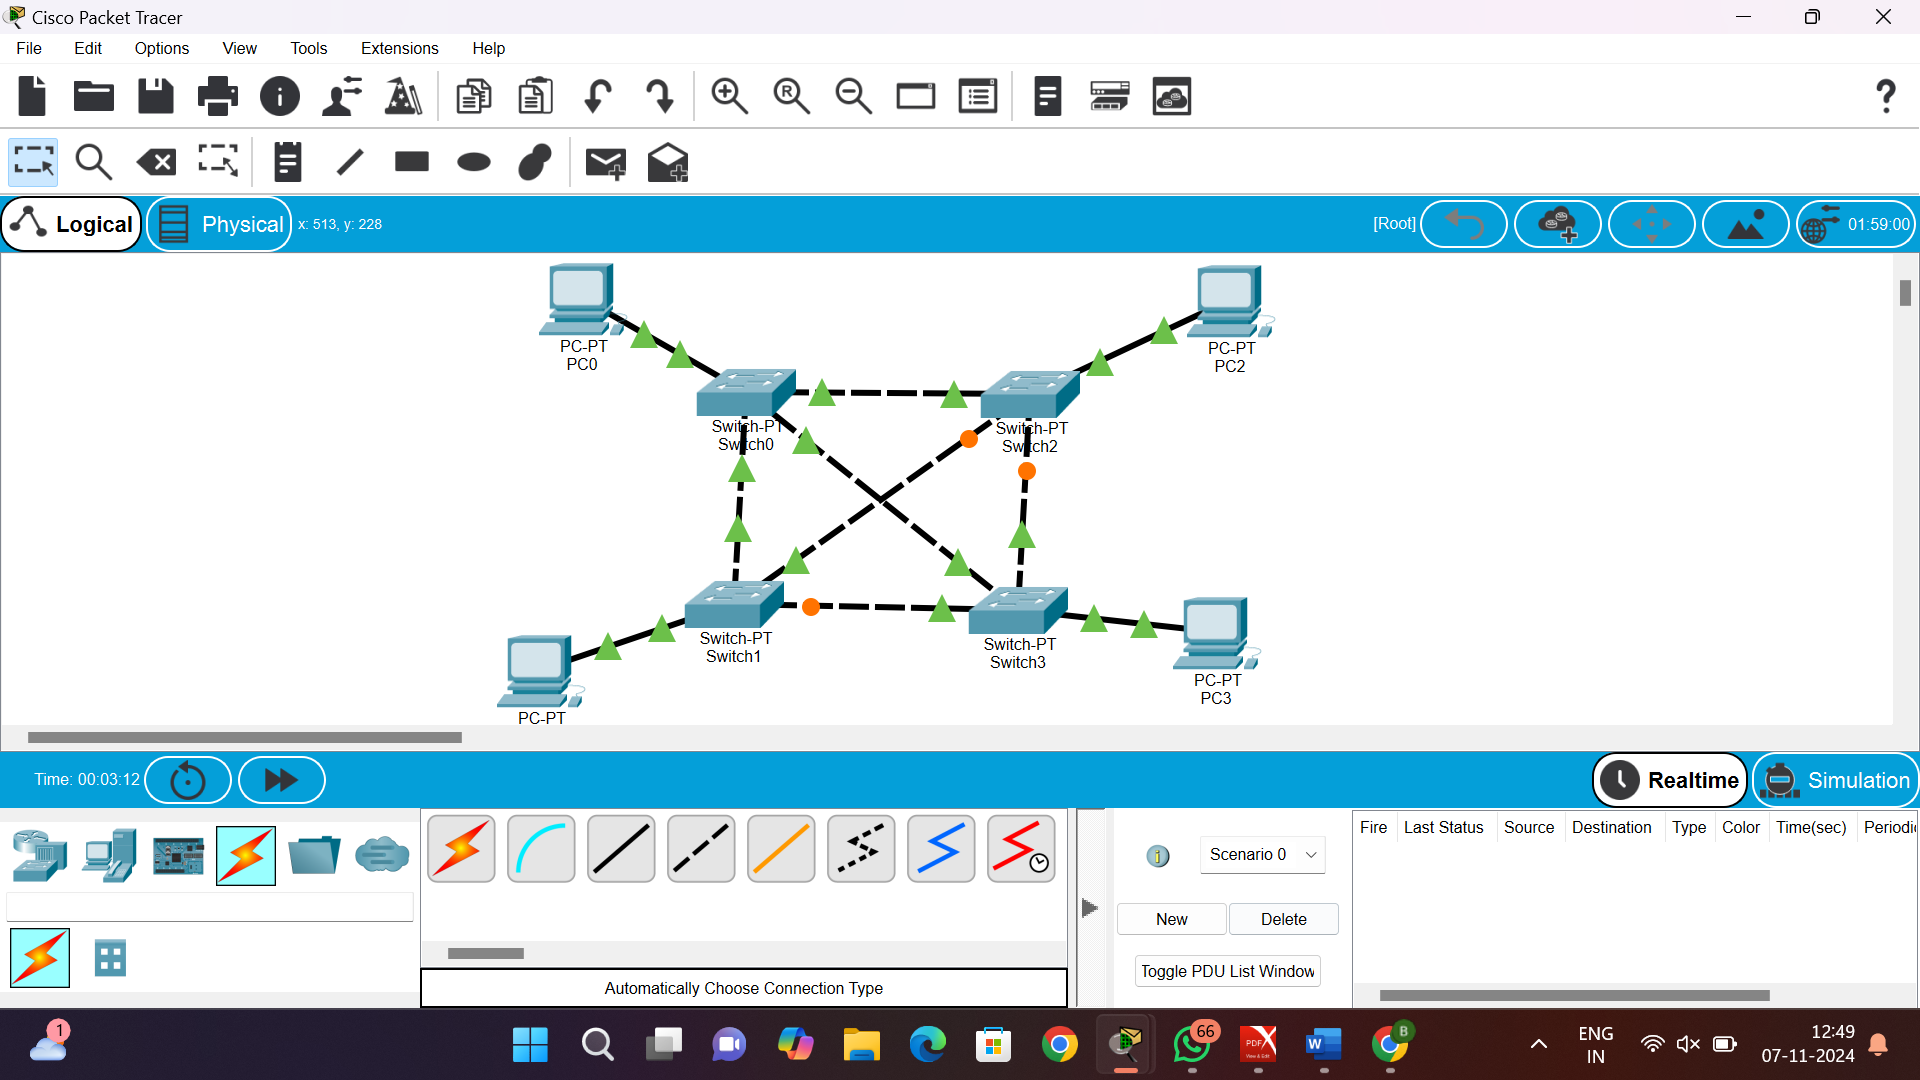 Cisco Packet Tracer
File Edit Options View Tools Extensions Help
Logical Physical x: 513, y: 228 [Root] 01:59:00
PC-PT
PC0
PC-PT
PC2
Switch-PT
Switch0
Switch-PT
Switch2
Switch-PT
Switch1
Switch-PT
Switch3
PC-PT
PC3
PC-PT
Time: 00:03:12 Realtime Simulation
Scenario 0
New Delete
Toggle PDU List Window
Fire Last Status Source Destination Type Color Time(sec) Periodic
Automatically Choose Connection Type
1
66
PDF X
View & Edit
W
B
ENG
IN
12:49
07-11-2024